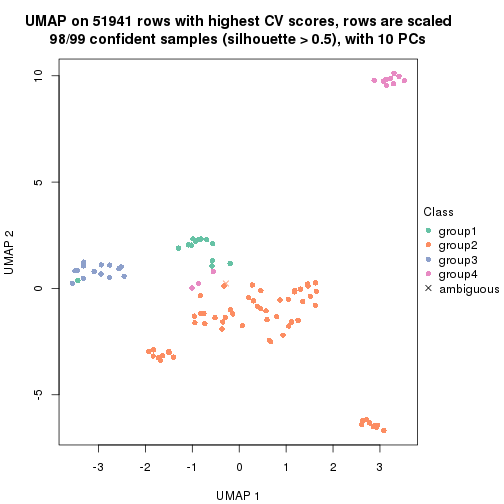 UMAP on 51941 rows with highest CV scores, rows are scaled
98/99 confident samples (silhouette > 0.5), with 10 PCs
10
5
0
-5
UMAP 2
-3
-2
-1
0
1
2
3
UMAP 1
Class
group1
group2
group3
group4
ambiguous